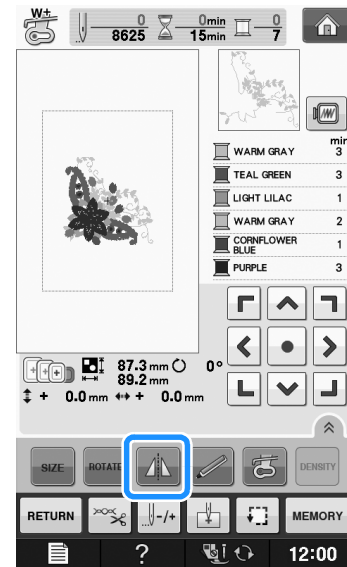 W+
0 0min 0
8625 15min 7
min
WARM GRAY 3
TEAL GREEN 3
LIGHT LILAC 1
WARM GRAY 2
CORNFLOWER
BLUE 1
PURPLE 3
87.3 mm 0°
89.2 mm
+ 0.0 mm + 0.0 mm
SIZE ROTATE DENSITY
RETURN -/+ MEMORY
? 12:00